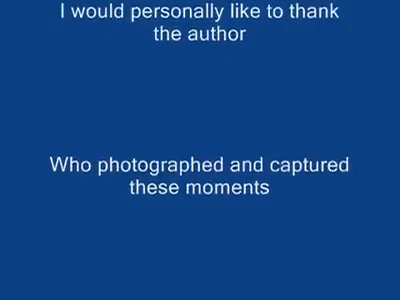 I would personally like to thank
the author
Who photographed and captured
these moments